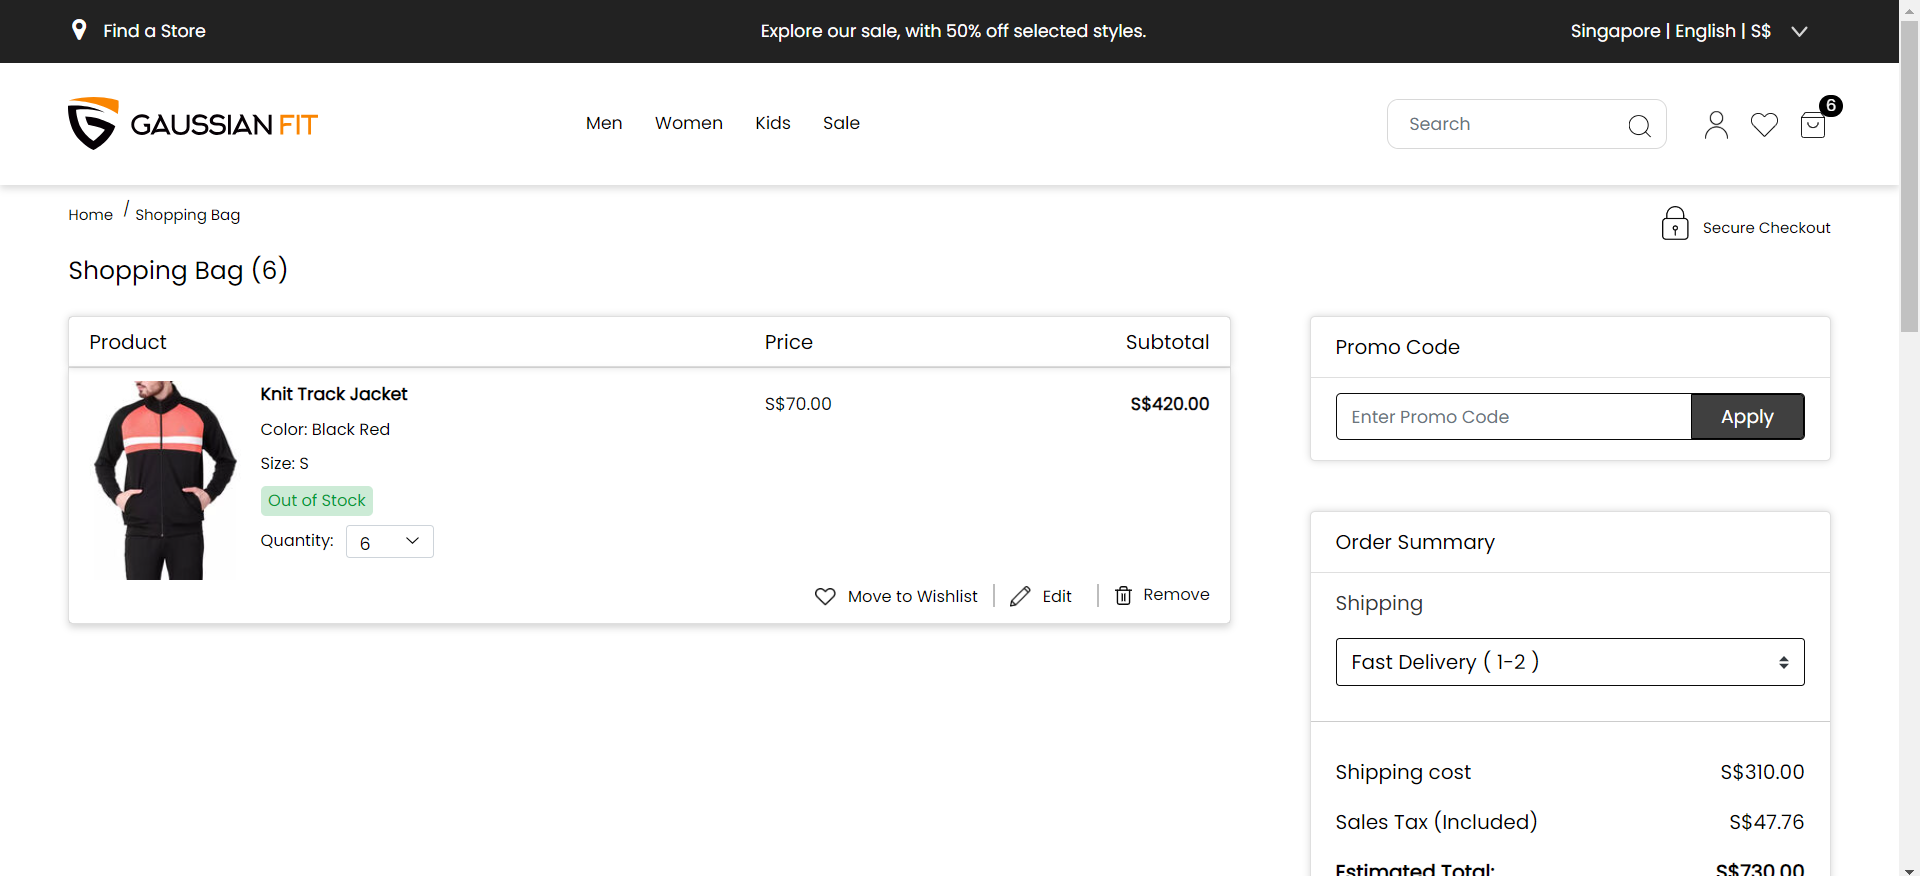 Find a Store
Explore our sale, with 50% off selected styles.
Singapore | English | S$
GAUSSIAN FIT
Men
Women
Kids
Sale
Search
6
Home / Shopping Bag
Secure Checkout
Shopping Bag (6)
Product
Price
Subtotal
Knit Track Jacket
S$70.00
S$420.00
Color: Black Red
Size: S
Out of Stock
Quantity: 6
Move to Wishlist
Edit
Remove
Promo Code
Enter Promo Code
Apply
Order Summary
Shipping
Fast Delivery ( 1-2 )
Shipping cost S$310.00
Sales Tax (Included) S$47.76
Estimated Total: S$730.00